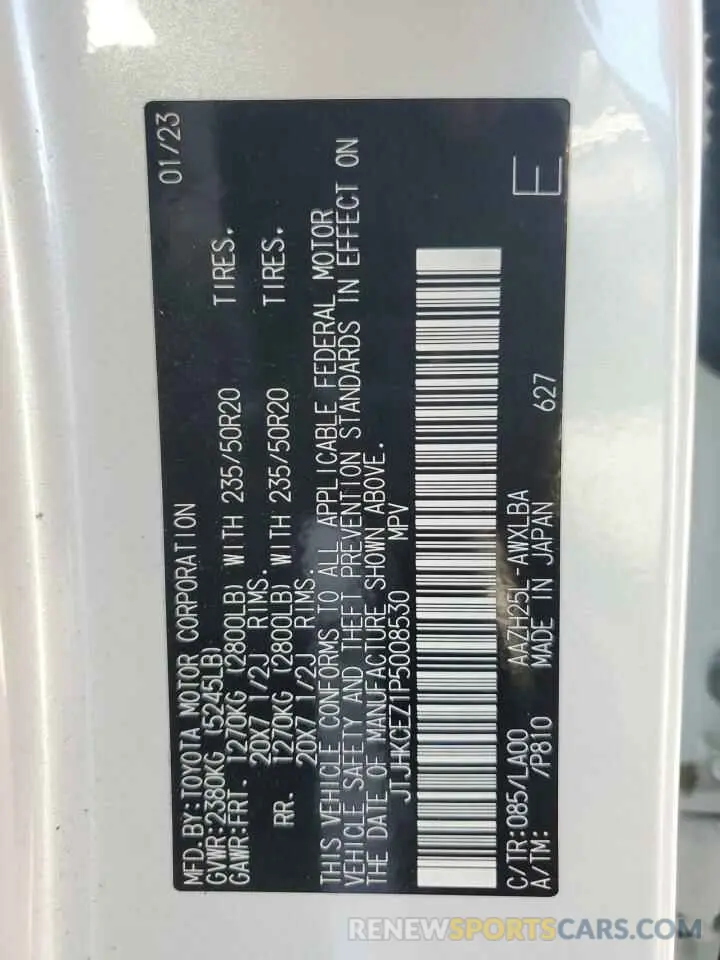 MFD.BY:TOYOTA MOTOR CORPORATION 01/23
GVWR:2380KG (5245LB)
GAWR:FRT. 1270KG (2800LB) WITH 235/50R20 TIRES.
20X7 1/2J RIMS.
RR. 1270KG (2800LB) WITH 235/50R20 TIRES.
20X7 1/2J RIMS.
THIS VEHICLE CONFORMS TO ALL APPLICABLE FEDERAL MOTOR
VEHICLE SAFETY AND THEFT PREVENTION STANDARDS IN EFFECT ON
THE DATE OF MANUFACTURE SHOWN ABOVE.
JTJHKCEZ1P5008530 MPV
C/TR:085/LA00 AAZH25L-AWXLBA E
A/TM: /P810 MADE IN JAPAN 627
RENEWSPORTSCARS.COM